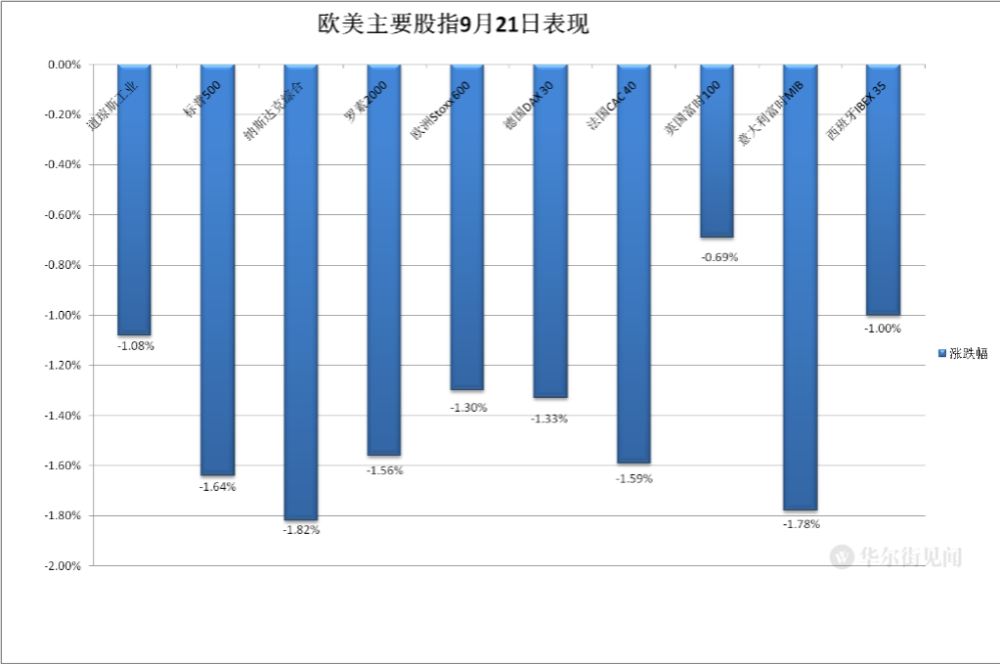 欧美主要股指9月21日表现
0.00%
-0.20%
-0.40%
-0.60%
-0.80%
-1.00%
-1.20%
-1.40%
-1.60%
-1.80%
-2.00%
道琼斯工业
标普500
纳斯达克综合
罗素2000
欧洲Stoxx600
德国DAX 30
法国CAC 40
英国富时100
意大利富时MIB
西班牙IBEX 35
-1.08%
-1.64%
-1.82%
-1.56%
-1.30%
-1.33%
-1.59%
-0.69%
-1.78%
-1.00%
涨跌幅
W 华尔街见闻